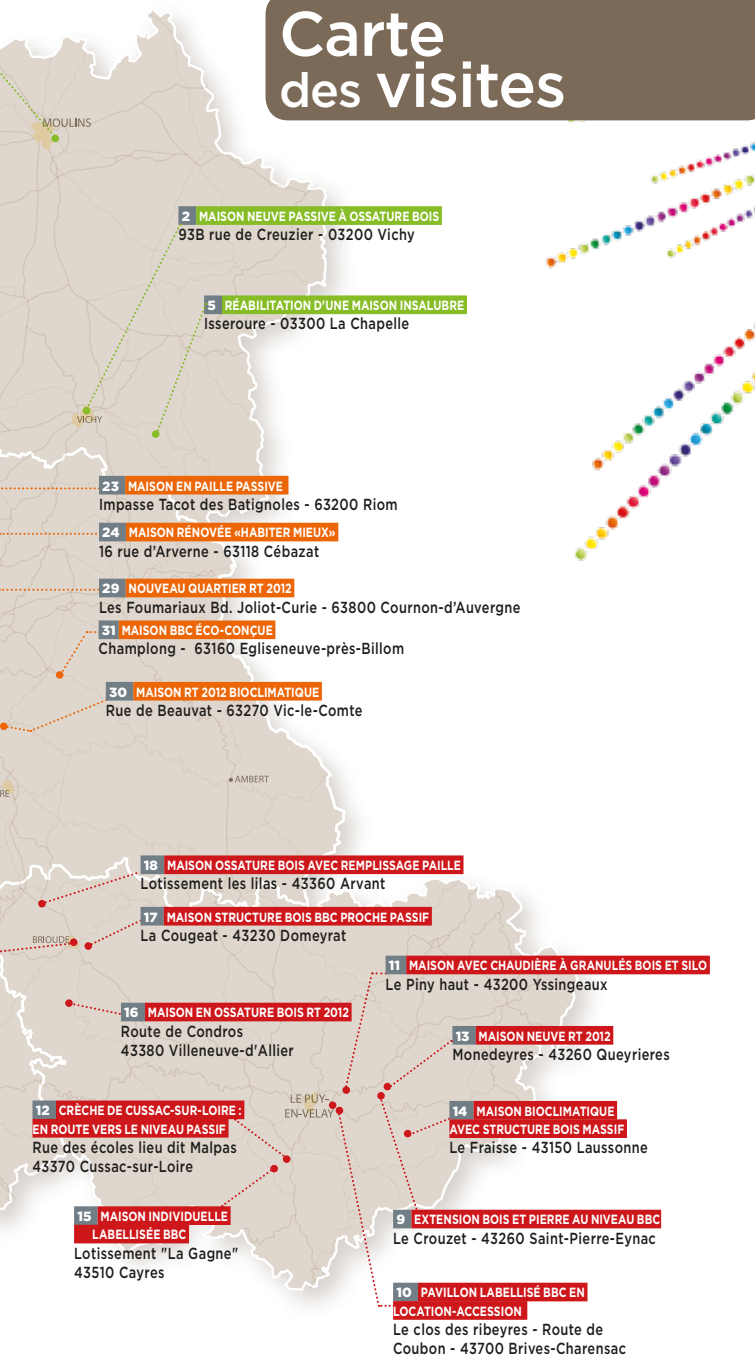 Carte
des visites
MOULINS
2 MAISON NEUVE PASSIVE À OSSATURE BOIS
93B rue de Creuzier - 03200 Vichy
5 RÉABILITATION D'UNE MAISON INSALUBRE
Isseroure - 03300 La Chapelle
VICHY
23 MAISON EN PAILLE PASSIVE
Impasse Tacot des Batignoles - 63200 Riom
24 MAISON RÉNOVÉE «HABITER MIEUX»
16 rue d'Arverne - 63118 Cébazat
29 NOUVEAU QUARTIER RT 2012
Les Foumariaux Bd. Joliot-Curie - 63800 Cournon-d'Auvergne
31 MAISON BBC ÉCO-CONÇUE
Champlong - 63160 Egliseneuve-près-Billom
30 MAISON RT 2012 BIOCLIMATIQUE
Rue de Beauvat - 63270 Vic-le-Comte
AMBERT
RE
18 MAISON OSSATURE BOIS AVEC REMPLISSAGE PAILLE
Lotissement les lilas - 43360 Arvant
17 MAISON STRUCTURE BOIS BBC PROCHE PASSIF
La Cougeat - 43230 Domeyrat
BRIOUDE
11 MAISON AVEC CHAUDIÈRE À GRANULÉS BOIS ET SILO
Le Piny haut - 43200 Yssingeaux
16 MAISON EN OSSATURE BOIS RT 2012
Route de Condros
43380 Villeneuve-d'Allier
13 MAISON NEUVE RT 2012
Monedeyres - 43260 Queyrieres
LE PUY-
EN-VELAY
12 CRÈCHE DE CUSSAC-SUR-LOIRE :
EN ROUTE VERS LE NIVEAU PASSIF
Rue des écoles lieu dit Malpas
43370 Cussac-sur-Loire
14 MAISON BIOCLIMATIQUE
AVEC STRUCTURE BOIS MASSIF
Le Fraisse - 43150 Laussonne
15 MAISON INDIVIDUELLE
LABELLISÉE BBC
Lotissement "La Gagne"
43510 Cayres
9 EXTENSION BOIS ET PIERRE AU NIVEAU BBC
Le Crouzet - 43260 Saint-Pierre-Eynac
10 PAVILLON LABELLISÉ BBC EN
LOCATION-ACCESSION
Le clos des ribeyres - Route de
Coubon - 43700 Brives-Charensac